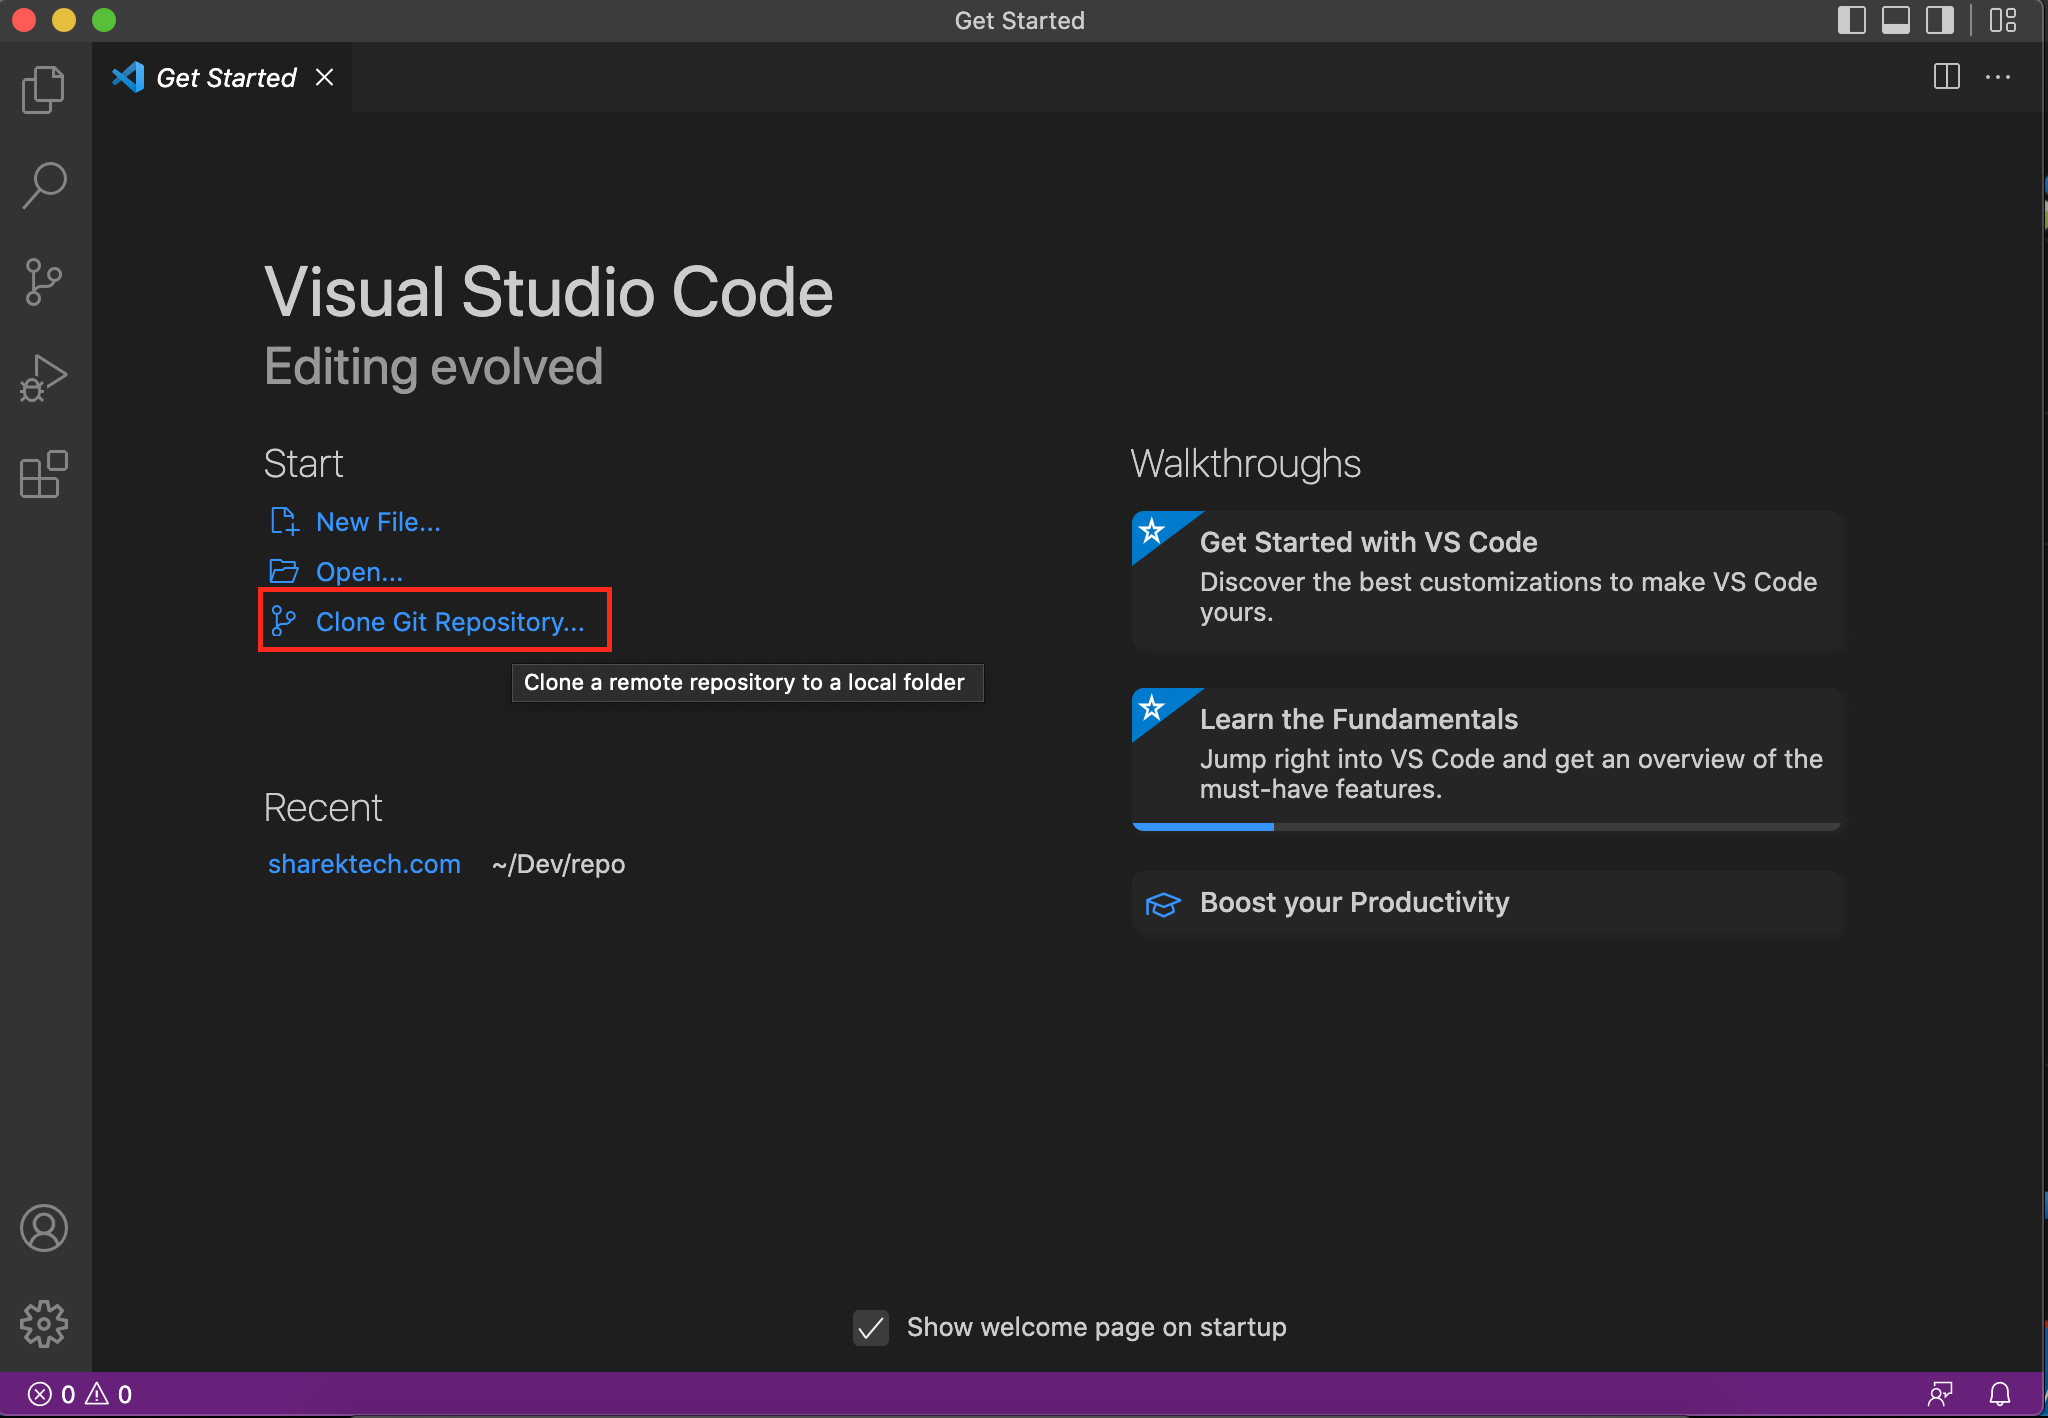 Get Started
Get Started
Visual Studio Code
Editing evolved
Start
New File...
Open...
Clone Git Repository...
Clone a remote repository to a local folder
Recent
sharektech.com ~/Dev/repo
Walkthroughs
Get Started with VS Code
Discover the best customizations to make VS Code
yours.
Learn the Fundamentals
Jump right into VS Code and get an overview of the
must-have features.
Boost your Productivity
Show welcome page on startup
0 0